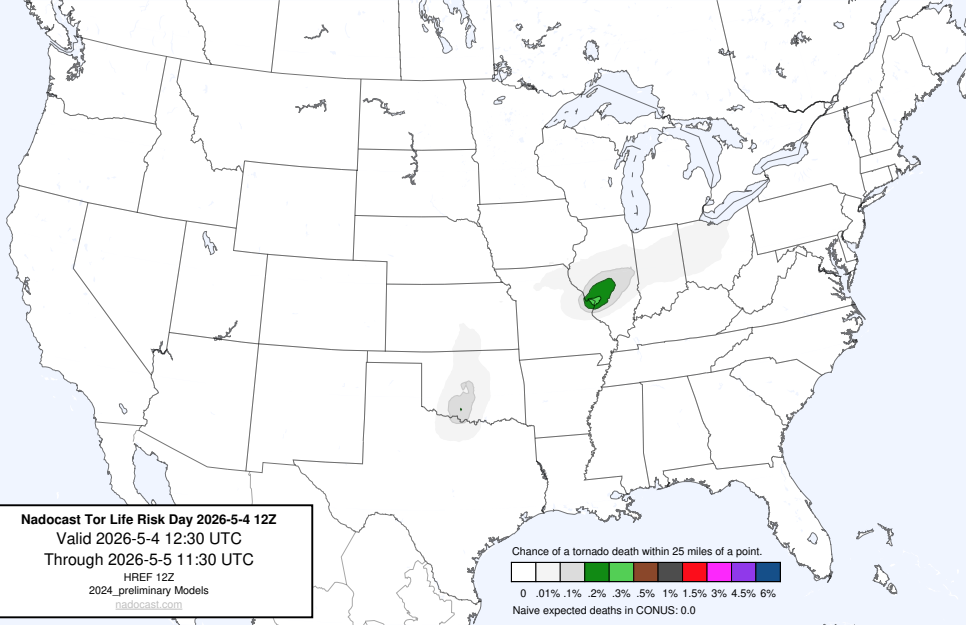 Nadocast Tor Life Risk Day 2026-5-4 12Z
Valid 2026-5-4 12:30 UTC
Through 2026-5-5 11:30 UTC
HREF 12Z
2024_preliminary Models
nadocast.com
Chance of a tornado death within 25 miles of a point.
0 .01% .1% .2% .3% .5% 1% 1.5% 3% 4.5% 6%
Naive expected deaths in CONUS: 0.0